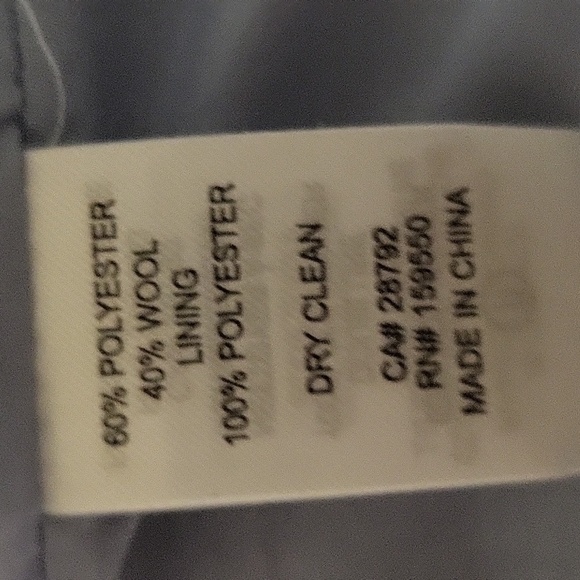 60% POLYESTER
40% WOOL
LINING
100% POLYESTER
DRY CLEAN
CA# 28792
RN# 159550
MADE IN CHINA